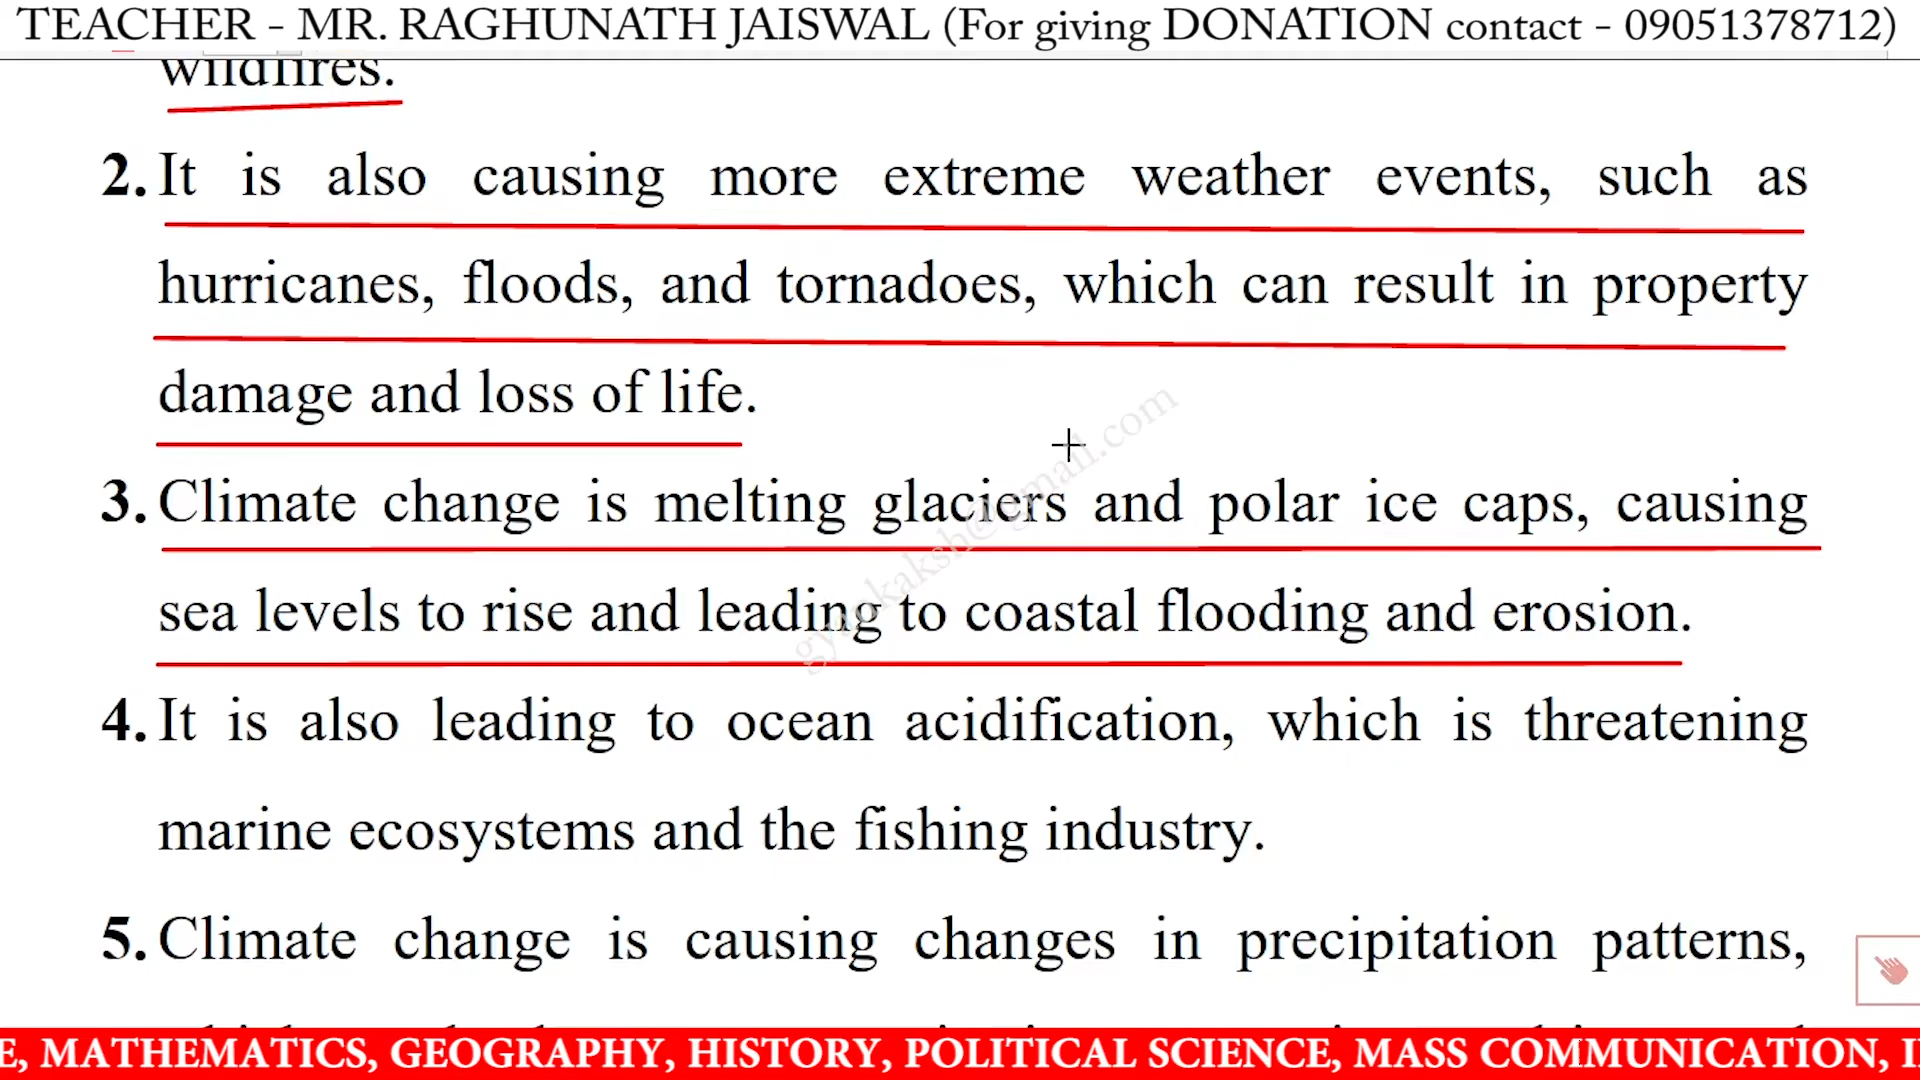 TEACHER - MR. RAGHUNATH JAISWAL (For giving DONATION contact - 09051378712)
wildfires.
2. It is also causing more extreme weather events, such as
hurricanes, floods, and tornadoes, which can result in property
damage and loss of life.
3. Climate change is melting glaciers and polar ice caps, causing
sea levels to rise and leading to coastal flooding and erosion.
gyankaksh@gmail.com
4. It is also leading to ocean acidification, which is threatening
marine ecosystems and the fishing industry.
5. Climate change is causing changes in precipitation patterns,
E, MATHEMATICS, GEOGRAPHY, HISTORY, POLITICAL SCIENCE, MASS COMMUNICATION,